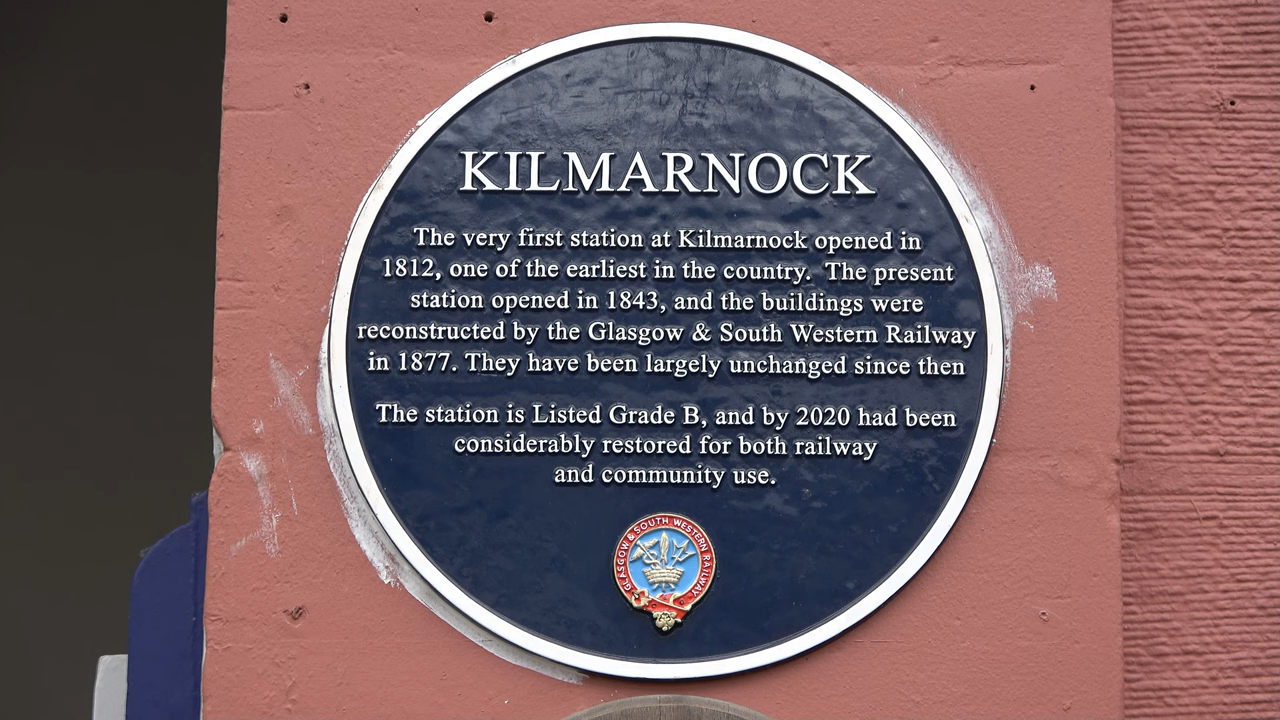 KILMARNOCK
The very first station at Kilmarnock opened in
1812, one of the earliest in the country. The present
station opened in 1843, and the buildings were
reconstructed by the Glasgow & South Western Railway
in 1877. They have been largely unchanged since then
The station is Listed Grade B, and by 2020 had been
considerably restored for both railway
and community use.
GLASGOW & SOUTH WESTERN RAILWAY